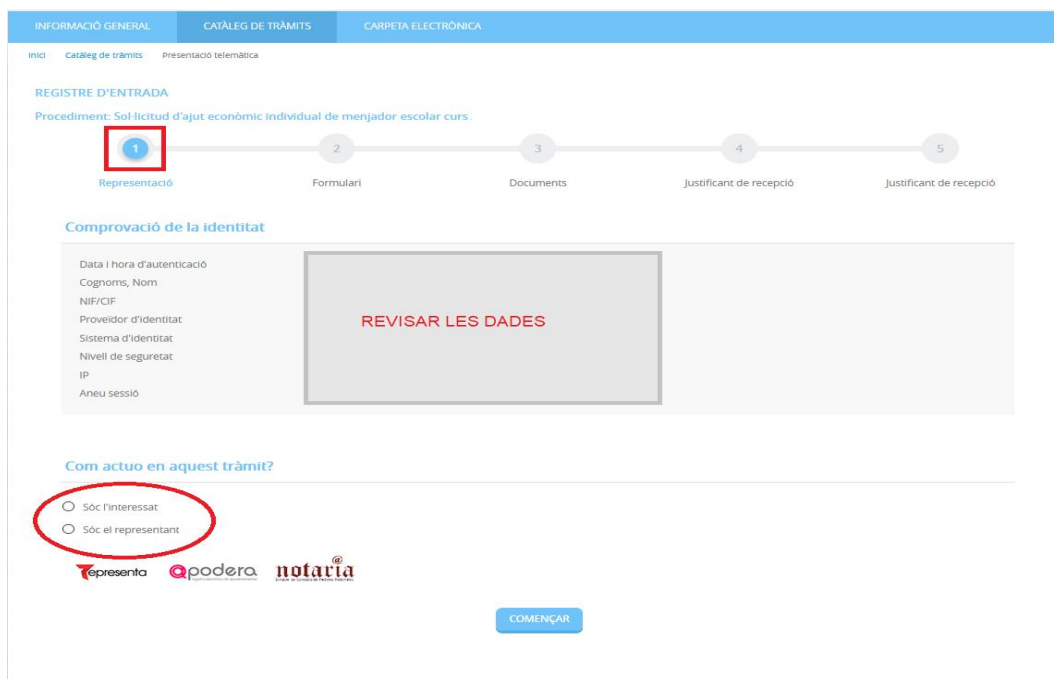 INFORMACIÓ GENERAL CATÀLEG DE TRÀMITS CARPETA ELECTRÒNICA
Inici Catàleg de tràmits Presentació telemàtica
REGISTRE D'ENTRADA
Procediment: Sol·licitud d'ajut econòmic individual de menjador escolar curs .
1 2 3 4 5
Representació Formulari Documents Justificant de recepció Justificant de recepció
Comprovació de la identitat
Data i hora d'autenticació
Cognoms, Nom
NIF/CIF
Proveïdor d'identitat
REVISAR LES DADES
Sistema d'identitat
Nivell de seguretat
IP
Aneu sessió
Com actuo en aquest tràmit?
Sóc l'interessat
Sóc el representant
representa @podera notaria
COMENÇAR